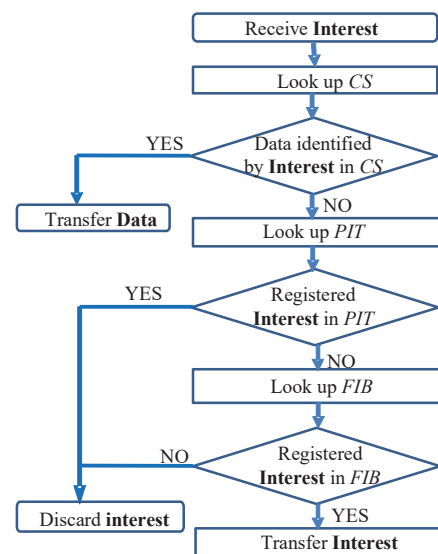 Receive Interest
Look up CS
YES
Data identified
by Interest in CS
NO
Transfer Data
Look up PIT
YES
Registered
Interest in PIT
NO
Look up FIB
NO
Registered
Interest in FIB
YES
Discard interest
Transfer Interest